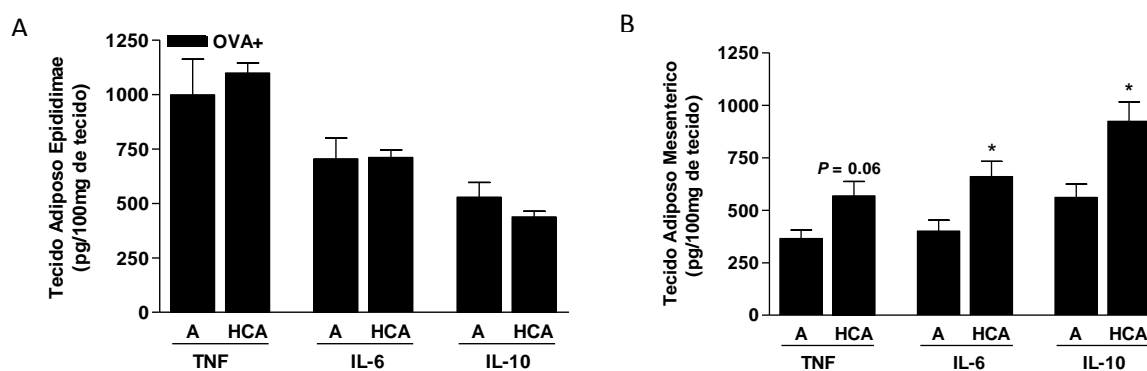 A
Tecido Adiposo Epididimae
(pg/100mg de tecido)
1250
1000
750
500
250
0
OVA+
A HCA A HCA A HCA
TNF IL-6 IL-10
B
Tecido Adiposo Mesenterico
(pg/100mg de tecido)
1250
1000
750
500
250
0
P = 0.06
*
*
A HCA A HCA A HCA
TNF IL-6 IL-10